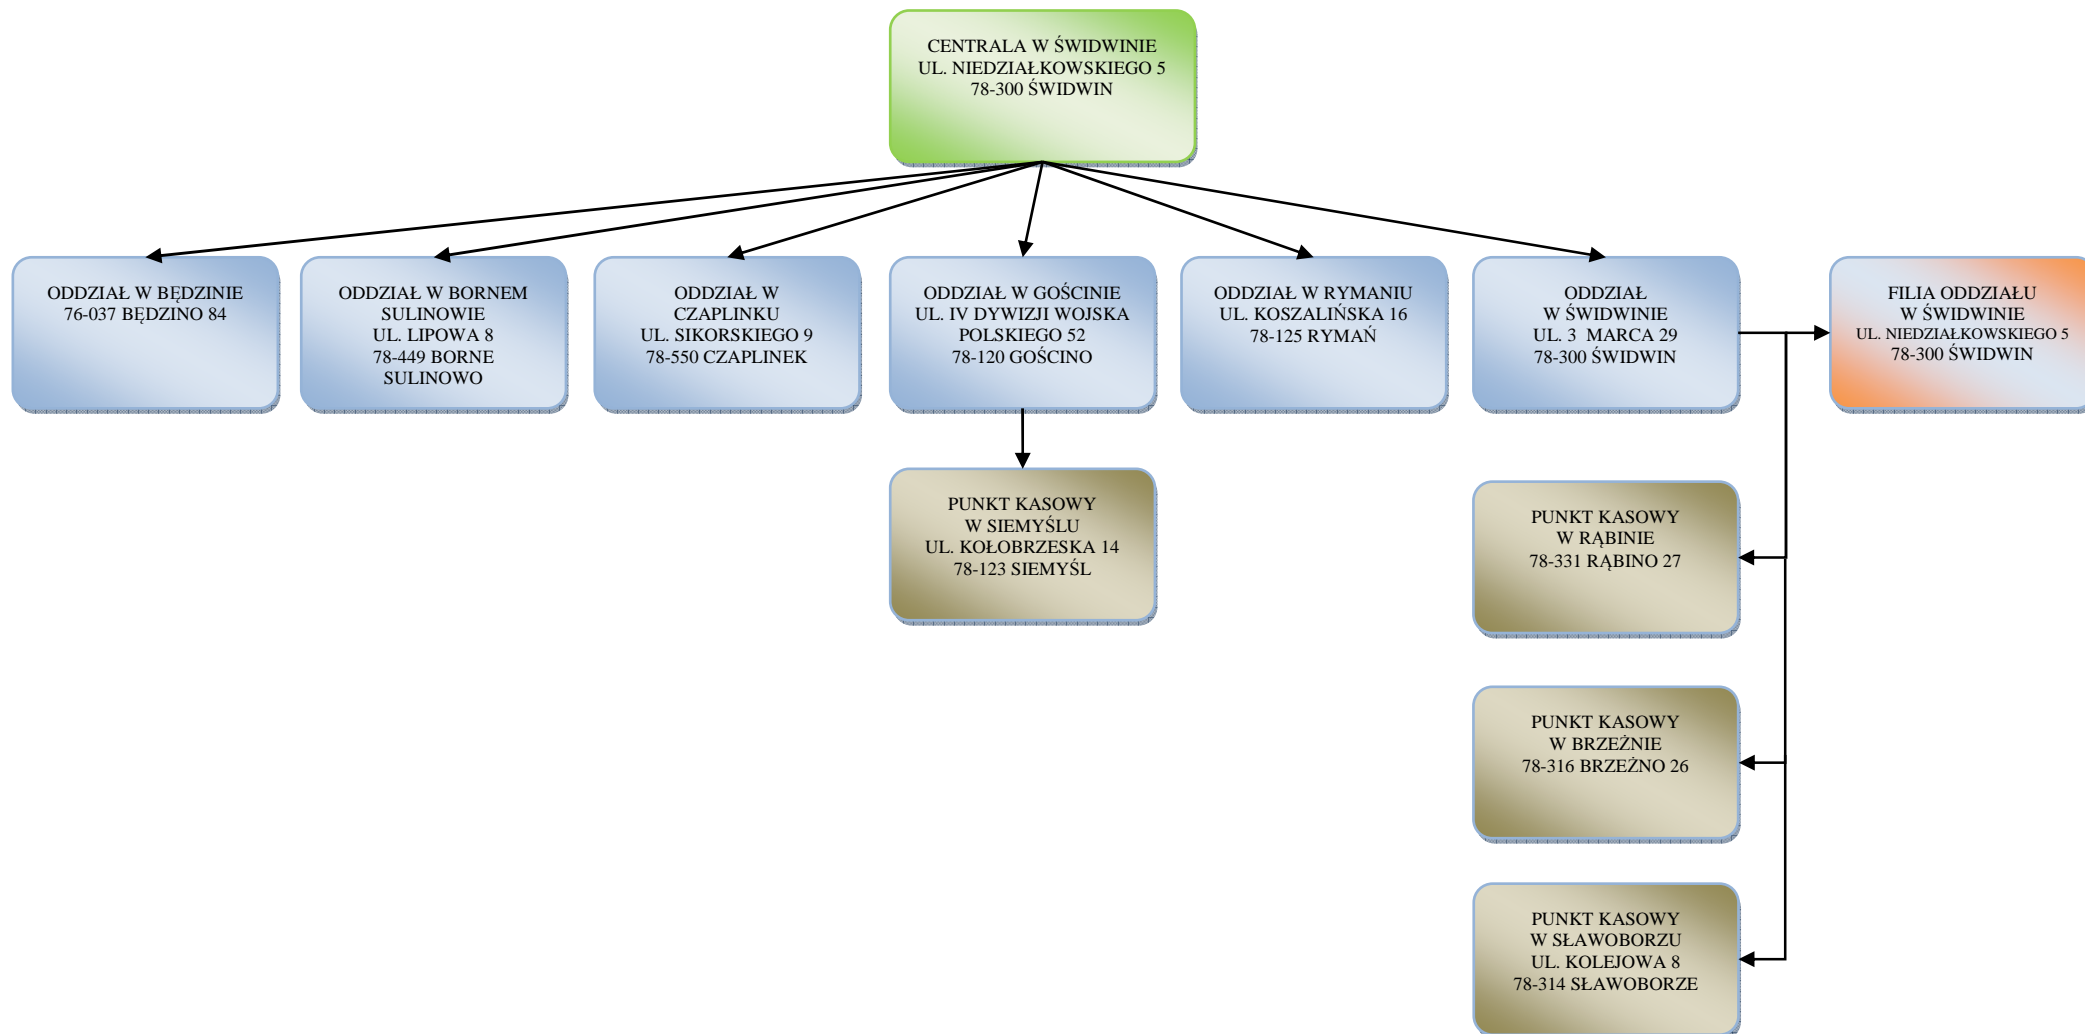 CENTRALA W ŚWIDWINIE
UL. NIEDZIAŁKOWSKIEGO 5
78-300 ŚWIDWIN
ODDZIAŁ W BĘDZINIE
76-037 BĘDZINO 84
ODDZIAŁ W BORNEM
SULINOWIE
UL. LIPOWA 8
78-449 BORNE
SULINOWO
ODDZIAŁ W
CZAPLINKU
UL. SIKORSKIEGO 9
78-550 CZAPLINEK
ODDZIAŁ W GOŚCINIE
UL. IV DYWIZJI WOJSKA
POLSKIEGO 52
78-120 GOŚCINO
ODDZIAŁ W RYMANIU
UL. KOSZALIŃSKA 16
78-125 RYMAŃ
ODDZIAŁ
W ŚWIDWINIE
UL. 3 MARCA 29
78-300 ŚWIDWIN
FILIA ODDZIAŁU
W ŚWIDWINIE
UL. NIEDZIAŁKOWSKIEGO 5
78-300 ŚWIDWIN
PUNKT KASOWY
W SIEMYŚLU
UL. KOŁOBRZESKA 14
78-123 SIEMYŚL
PUNKT KASOWY
W RĄBINIE
78-331 RĄBINO 27
PUNKT KASOWY
W BRZEŻNIE
78-316 BRZEŻNO 26
PUNKT KASOWY
W SŁAWOBORZU
UL. KOLEJOWA 8
78-314 SŁAWOBORZE